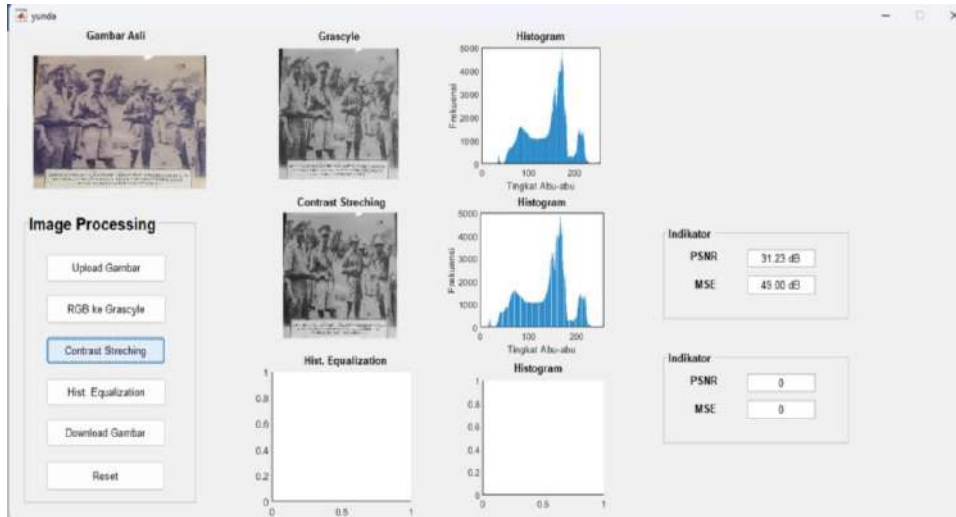 yunda
Gambar Asli
Grascyle
Histogram
5000
4000
3000
2000
1000
0
Frekuensi
0 100 200
Tingkat Abu-abu
Image Processing
Upload Gambar
RGB ke Grascyle
Contrast Streching
Hist. Equalization
Download Gambar
Reset
Contrast Streching
Histogram
5000
4000
3000
2000
1000
0
Frekuensi
0 100 200
Tingkat Abu-abu
Hist. Equalization
1
0.8
0.6
0.4
0.2
0
0 0.5 1
Histogram
1
0.8
0.6
0.4
0.2
0
0 0.5 1
Indikator
PSNR 31.23 dB
MSE 49.00 dB
Indikator
PSNR 0
MSE 0